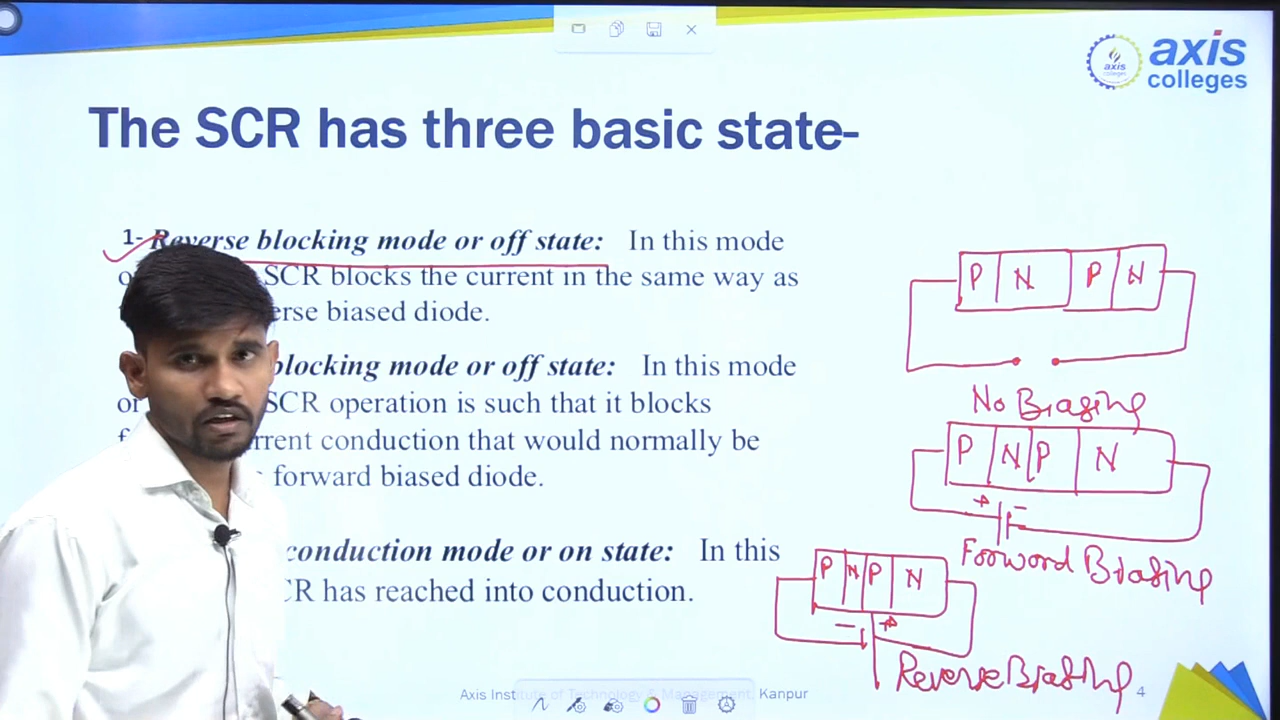 axis
colleges
axis
colleges
The SCR has three basic state-
1- Reverse blocking mode or off state: In this mode
SCR blocks the current in the same way as
biased diode.
blocking mode or off state: In this mode
SCR operation is such that it blocks
conduction that would normally be
forward biased diode.
conduction mode or on state: In this
has reached into conduction.
P N P N
No Biasing
P N P N
+ -
Forward Biasing
P N P N
- +
Reverse Biasing
Axis Institute of Technology & Management, Kanpur
4